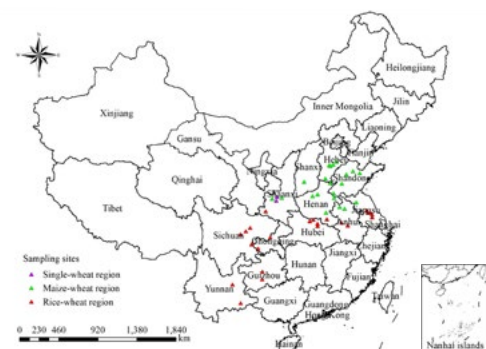 Heilongjiang
Jilin
Liaoning
Inner Mongolia
Xinjiang
Gansu
Beijing
Tianjin
Hebei
Shanxi
Ningxia
Shandong
Qinghai
Shanxi
Henan
Tibet
Jiangsu
Anhui
Shanghai
Hubei
Sichuan
Chongqing
Zhejiang
Jiangxi
Hunan
Guizhou
Fujian
Yunnan
Taiwan
Guangxi
Guangdong
Hainan
Nanhai islands
Sampling sites
Single-wheat region
Maize-wheat region
Rice-wheat region
0 230 460 920 1,380 1,840
km